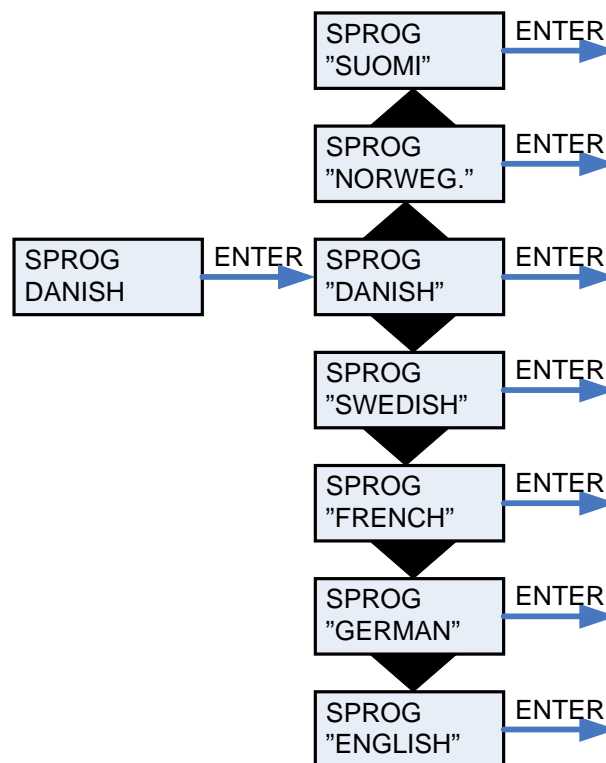 SPROG
"SUOMI"
ENTER
SPROG
”NORWEG.”
ENTER
SPROG
DANISH
ENTER
SPROG
"DANISH”
ENTER
SPROG
”SWEDISH”
ENTER
SPROG
”FRENCH”
ENTER
SPROG
”GERMAN”
ENTER
SPROG
"ENGLISH”
ENTER